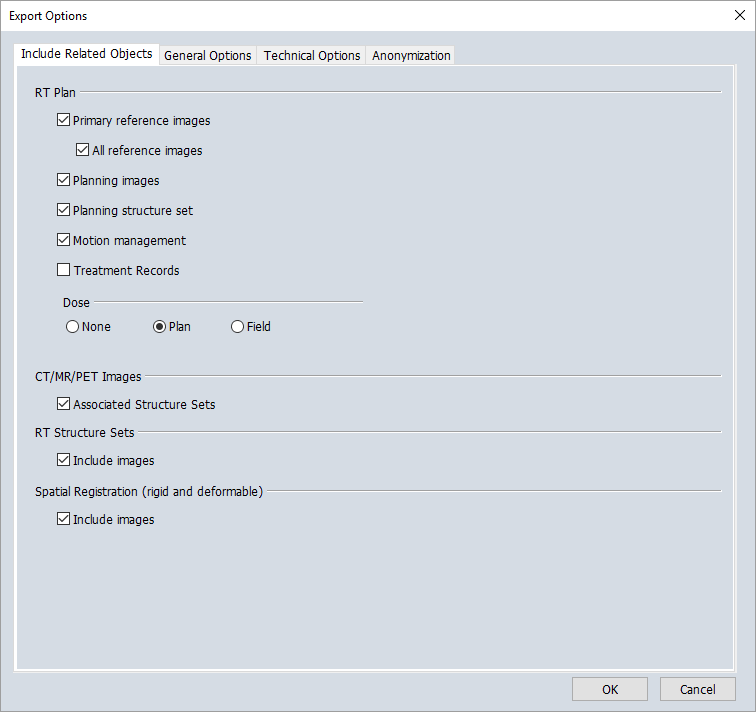 Export Options
Include Related Objects General Options Technical Options Anonymization
RT Plan
Primary reference images
All reference images
Planning images
Planning structure set
Motion management
Treatment Records
Dose
None Plan Field
CT/MR/PET Images
Associated Structure Sets
RT Structure Sets
Include images
Spatial Registration (rigid and deformable)
Include images
OK Cancel